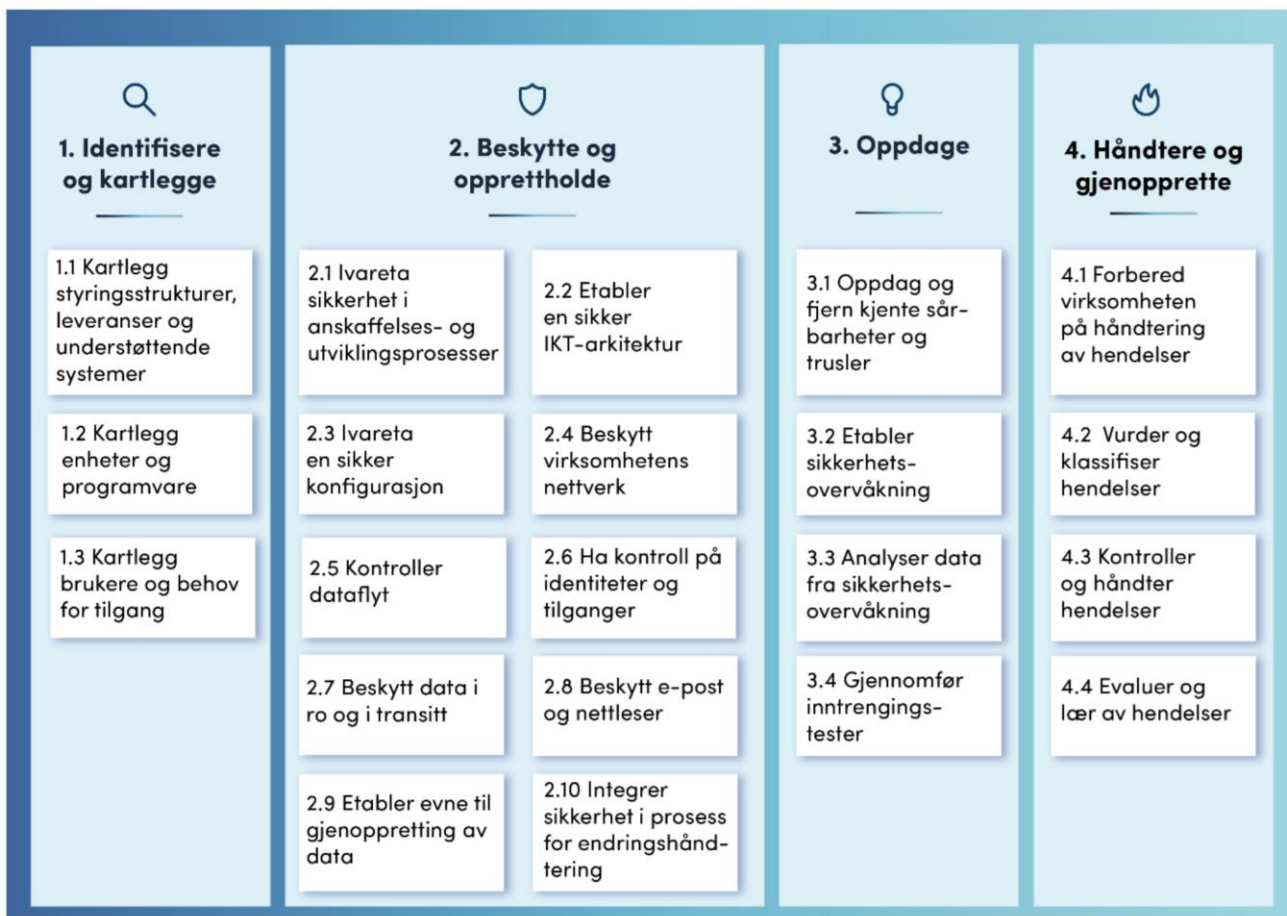 1. Identifisere
og kartlegge
1.1 Kartlegg
styringsstrukturer,
leveranser og
understøttende
systemer
1.2 Kartlegg
enheter og
programvare
1.3 Kartlegg
brukere og behov
for tilgang
2. Beskytte og
opprettholde
2.1 Ivareta
sikkerhet i
anskaffelses- og
utviklingsprosesser
2.2 Etabler
en sikker
IKT-arkitektur
2.3 Ivareta
en sikker
konfigurasjon
2.4 Beskytt
virksomhetens
nettverk
2.5 Kontroller
dataflyt
2.6 Ha kontroll på
identiteter og
tilganger
2.7 Beskytt data i
ro og i transitt
2.8 Beskytt e-post
og nettleser
2.9 Etabler evne til
gjenoppretting av
data
2.10 Integrer
sikkerhet i prosess
for endringshånd-
tering
3. Oppdage
3.1 Oppdag og
fjern kjente sår-
barheter og
trusler
3.2 Etabler
sikkerhets-
overvåkning
3.3 Analyser data
fra sikkerhets-
overvåkning
3.4 Gjennomfør
inntrengings-
tester
4. Håndtere og
gjenopprette
4.1 Forbered
virksomheten
på håndtering
av hendelser
4.2 Vurder og
klassifiser
hendelser
4.3 Kontroller
og håndter
hendelser
4.4 Evaluer og
lær av hendelser